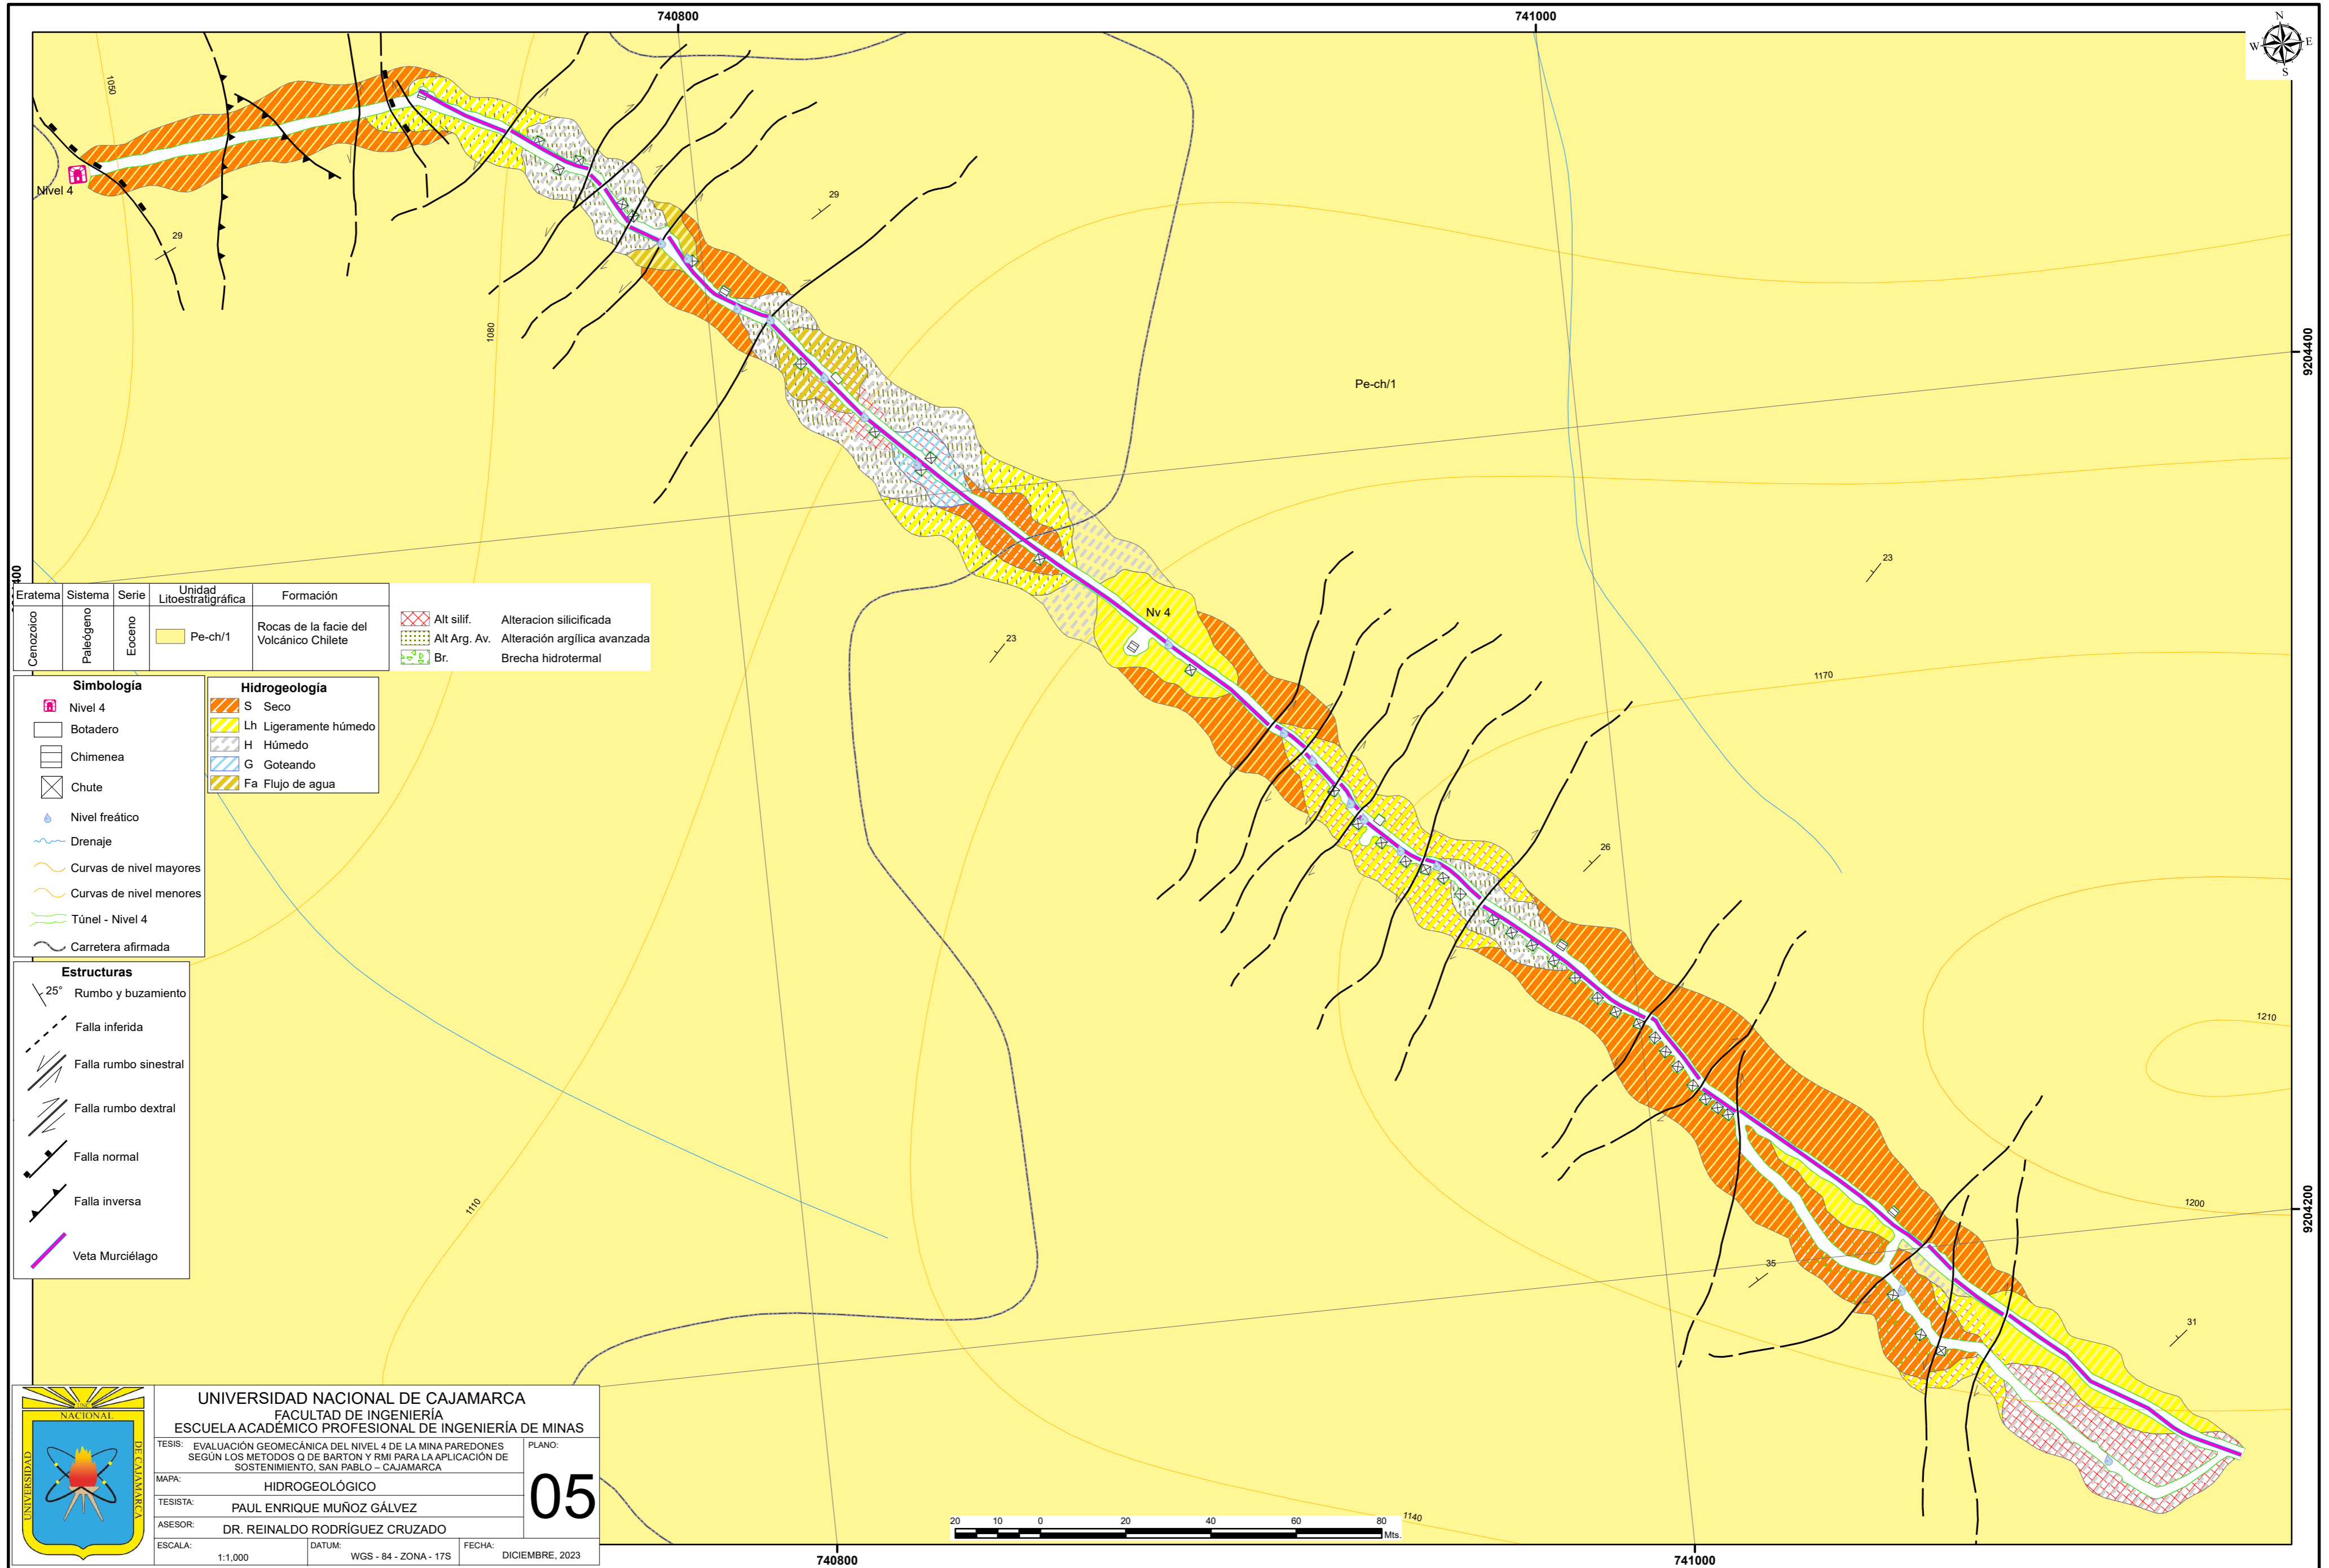 740800
741000
N
W
E
S
1050
Nivel 4
29
29
1080
9204400
Pe-ch/1
400
23
Nv 4
23
1170
26
1210
1200
9204200
35
31
1110
1140
Eratema Sistema Serie Unidad Litoestratigráfica Formación
Cenozoico
Paleógeno
Eoceno
Pe-ch/1
Rocas de la facie del
Volcánico Chilete
Alt silif. Alteracion silicificada
Alt Arg. Av. Alteración argílica avanzada
Br. Brecha hidrotermal
Simbología
Nivel 4
Botadero
Chimenea
Chute
Nivel freático
Drenaje
Curvas de nivel mayores
Curvas de nivel menores
Túnel - Nivel 4
Carretera afirmada
Hidrogeología
S Seco
Lh Ligeramente húmedo
H Húmedo
G Goteando
Fa Flujo de agua
Estructuras
25° Rumbo y buzamiento
Falla inferida
Falla rumbo sinestral
Falla rumbo dextral
Falla normal
Falla inversa
Veta Murciélago
UNIVERSIDAD
NACIONAL
DE CAJAMARCA
UNIVERSIDAD NACIONAL DE CAJAMARCA
FACULTAD DE INGENIERÍA
ESCUELA ACADÉMICO PROFESIONAL DE INGENIERÍA DE MINAS
TESIS: EVALUACIÓN GEOMECÁNICA DEL NIVEL 4 DE LA MINA PAREDONES
SEGÚN LOS METODOS Q DE BARTON Y RMI PARA LA APLICACIÓN DE
SOSTENIMIENTO, SAN PABLO – CAJAMARCA
PLANO:
05
MAPA: HIDROGEOLÓGICO
TESISTA: PAUL ENRIQUE MUÑOZ GÁLVEZ
ASESOR: DR. REINALDO RODRÍGUEZ CRUZADO
ESCALA: 1:1,000
DATUM: WGS - 84 - ZONA - 17S
FECHA: DICIEMBRE, 2023
20 10 0 20 40 60 80
Mts.
740800
741000